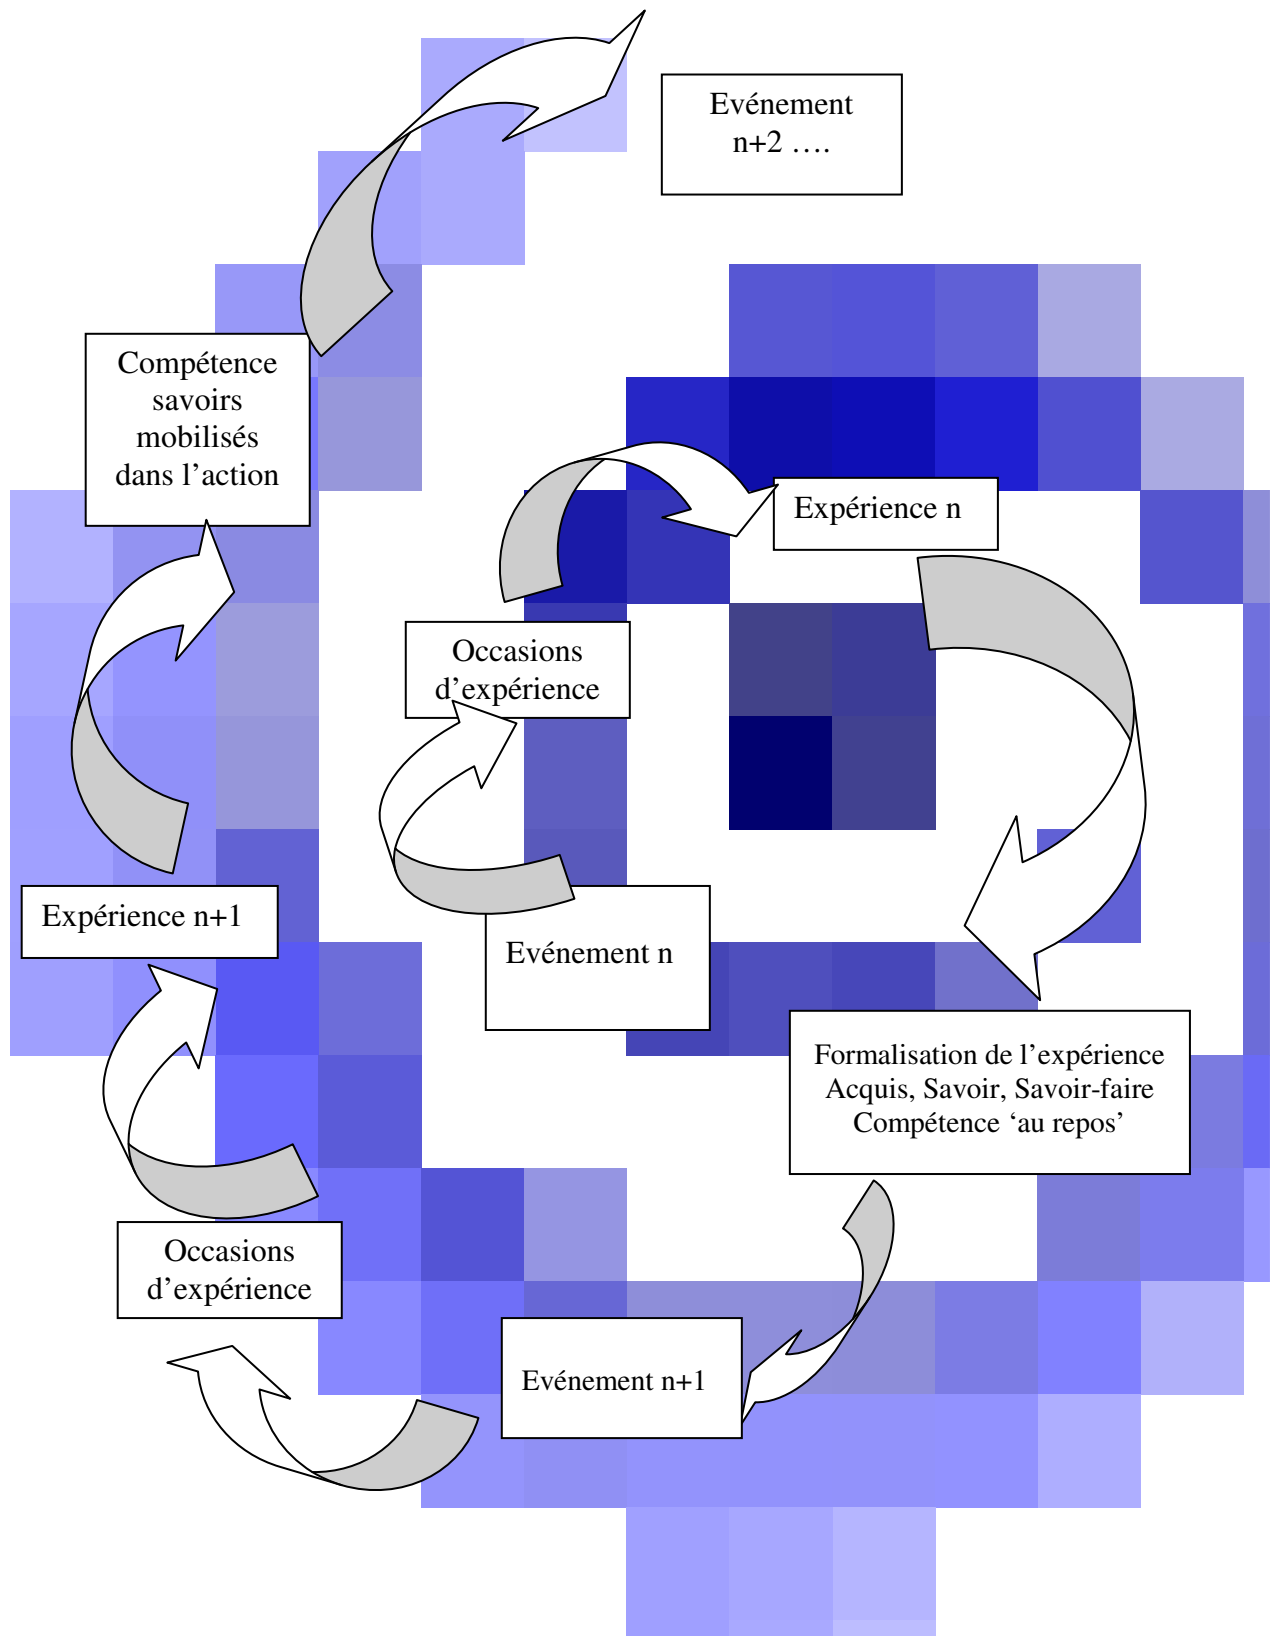 Evénement
n+2 ….
Compétence
savoirs
mobilisés
dans l’action
Expérience n
Occasions
d’expérience
Expérience n+1
Evénement n
Formalisation de l’expérience
Acquis, Savoir, Savoir-faire
Compétence ‘au repos’
Occasions
d’expérience
Evénement n+1